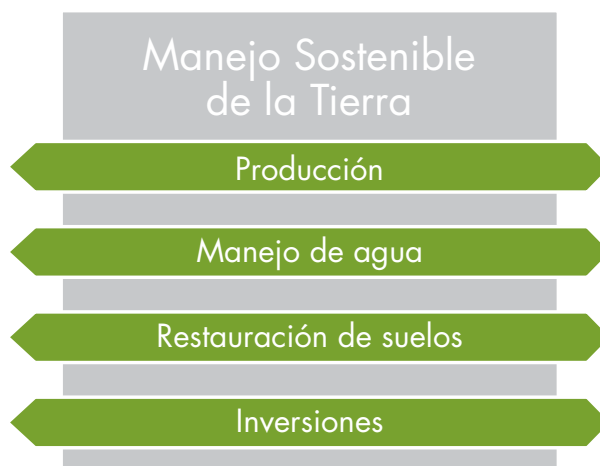 Manejo Sostenible
de la Tierra
Producción
Manejo de agua
Restauración de suelos
Inversiones